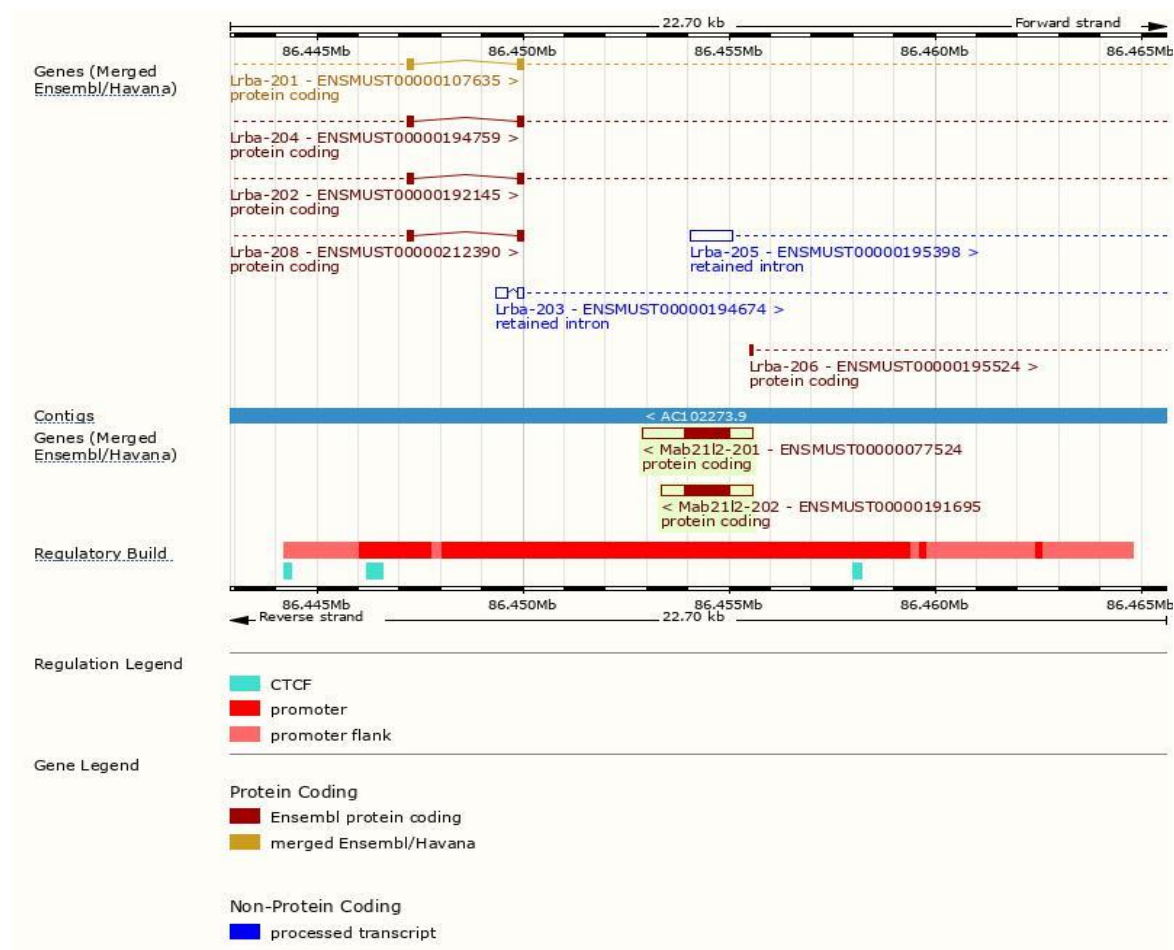 22.70 kb Forward strand
86.445Mb 86.450Mb 86.455Mb 86.460Mb 86.465Mb
Genes (Merged
Ensembl/Havana)
Lrba-201 - ENSMUST00000107635 >
protein coding
Lrba-204 - ENSMUST00000194759 >
protein coding
Lrba-202 - ENSMUST00000192145 >
protein coding
Lrba-208 - ENSMUST00000212390 >
protein coding
Lrba-205 - ENSMUST00000195398 >
retained intron
Lrba-203 - ENSMUST00000194674 >
retained intron
Lrba-206 - ENSMUST00000195524 >
protein coding
Contigs
< AC102273.9
Genes (Merged
Ensembl/Havana)
< Mab21l2-201 - ENSMUST00000077524
protein coding
< Mab21l2-202 - ENSMUST00000191695
protein coding
Regulatory Build
86.445Mb 86.450Mb 86.455Mb 86.460Mb 86.465Mb
Reverse strand 22.70 kb
Regulation Legend
CTCF
promoter
promoter flank
Gene Legend
Protein Coding
Ensembl protein coding
merged Ensembl/Havana
Non-Protein Coding
processed transcript